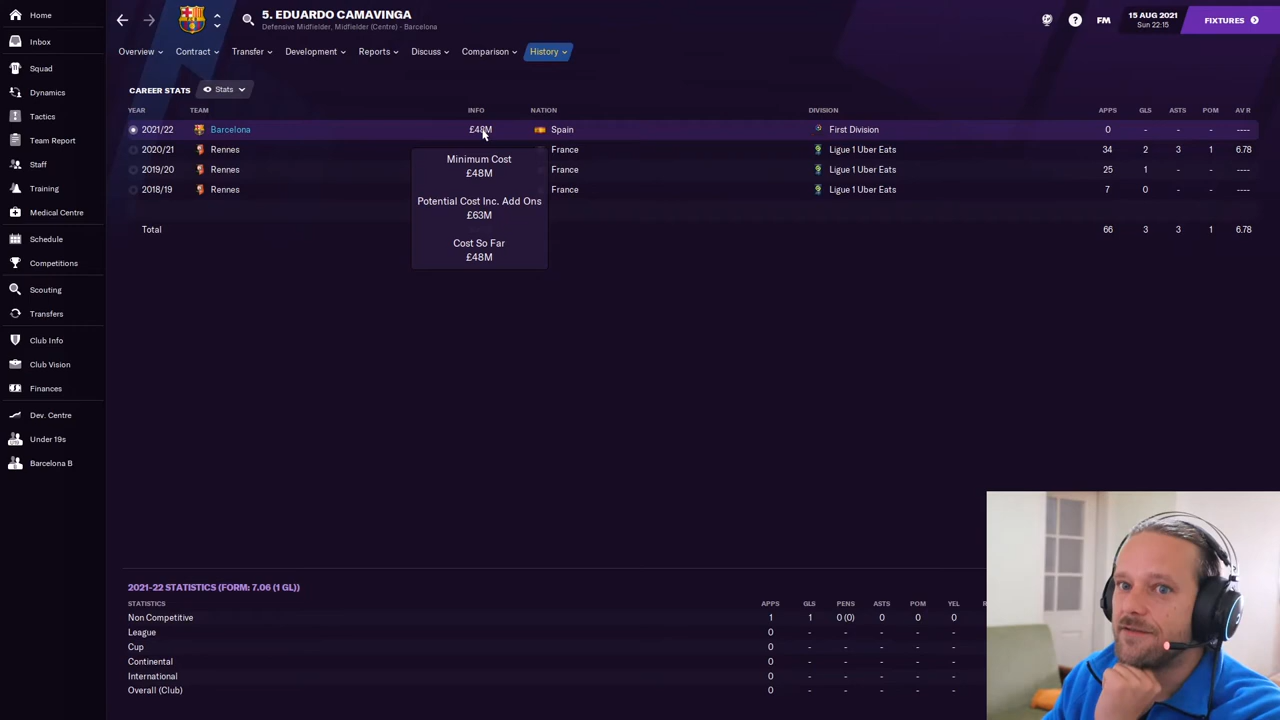 Home
Inbox
Squad
Dynamics
Tactics
Team Report
Staff
Training
Medical Centre
Schedule
Competitions
Scouting
Transfers
Club Info
Club Vision
Finances
Dev. Centre
Under 19s
Barcelona B
5. EDUARDO CAMAVINGA
Defensive Midfielder, Midfielder (Centre) - Barcelona
FM
15 AUG 2021
Sun 22:15
FIXTURES
Overview Contract Transfer Development Reports Discuss Comparison History
CAREER STATS Stats
YEAR TEAM INFO NATION DIVISION APPS GLS ASTS POM AV R
2021/22 Barcelona £48M Spain First Division 0 - - - ----
2020/21 Rennes France Ligue 1 Uber Eats 34 2 3 1 6.78
2019/20 Rennes France Ligue 1 Uber Eats 25 1 - - ----
2018/19 Rennes France Ligue 1 Uber Eats 7 0 - - ----
Total 66 3 3 1 6.78
Minimum Cost
£48M
Potential Cost Inc. Add Ons
£63M
Cost So Far
£48M
2021-22 STATISTICS (FORM: 7.06 (1 GL))
STATISTICS APPS GLS PENS ASTS POM YEL
Non Competitive 1 1 0 (0) 0 0 0
League 0 - - - - -
Cup 0 - - - - -
Continental 0 - - - - -
International 0 - - - - -
Overall (Club) 0 - - - - -